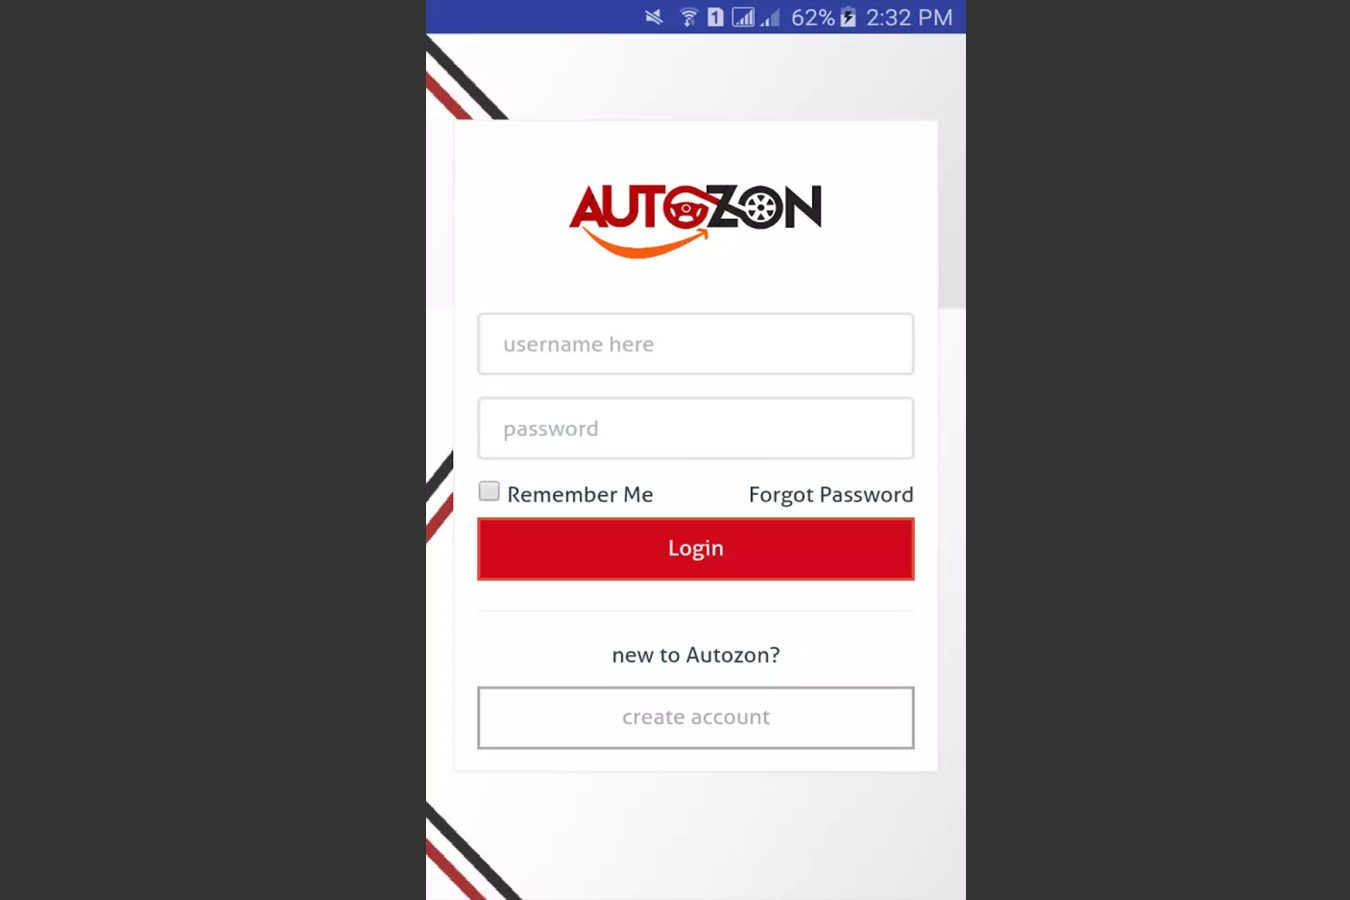 1 62% 2:32 PM
AUTOZON
username here
password
Remember Me Forgot Password
Login
new to Autozon?
create account